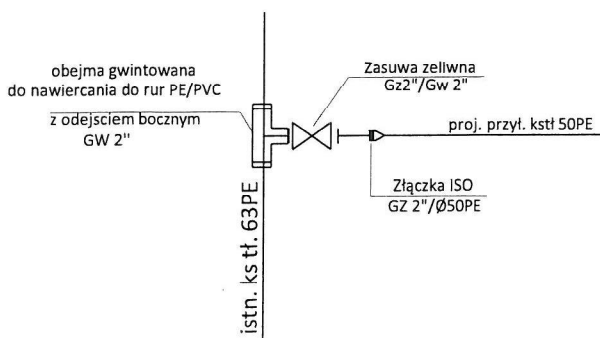 obejma gwintowana
do nawiercania do rur PE/PVC
z odejsciem bocznym
GW 2"
Zasuwa zeliwna
Gz2"/Gw 2"
proj. przył. kstł 50PE
Złączka ISO
GZ 2"/Ø50PE
istn. ks tł. 63PE